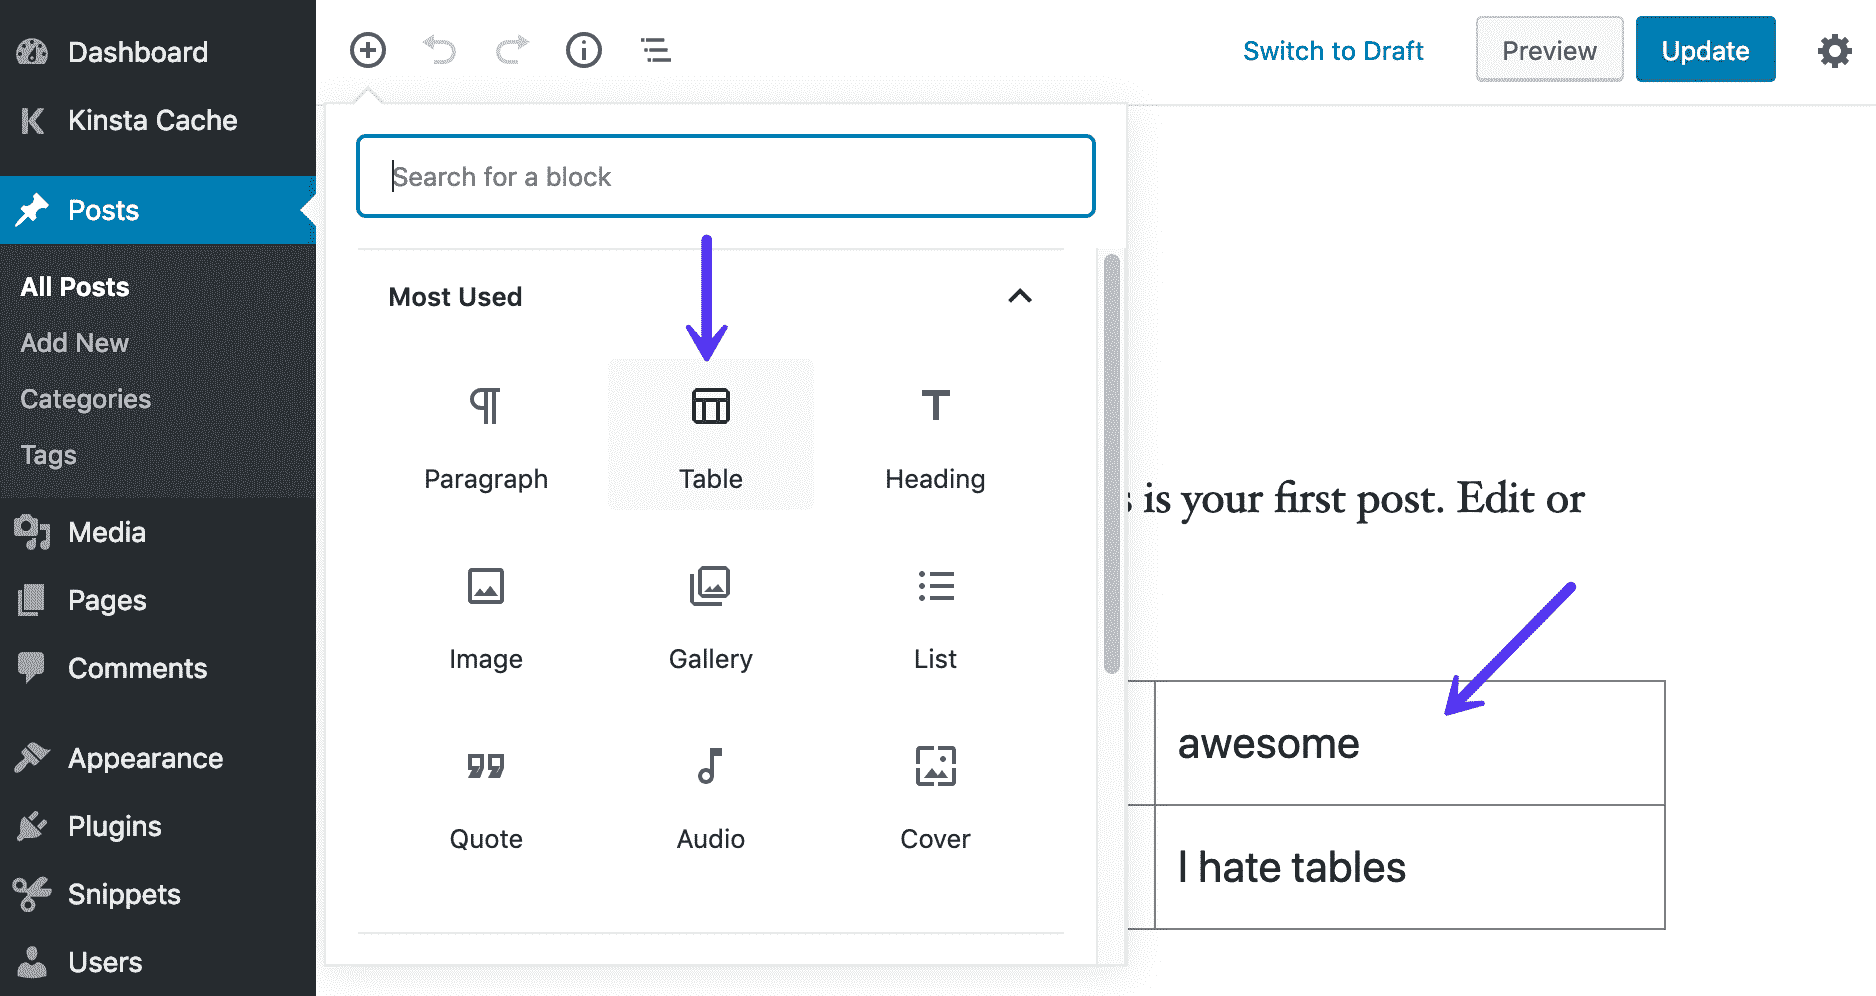 Dashboard
Kinsta Cache
Posts
All Posts
Add New
Categories
Tags
Media
Pages
Comments
Appearance
Plugins
Snippets
Users
Switch to Draft
Preview
Update
Search for a block
Most Used
Paragraph
Table
Heading
Image
Gallery
List
Quote
Audio
Cover
is your first post. Edit or
awesome
I hate tables